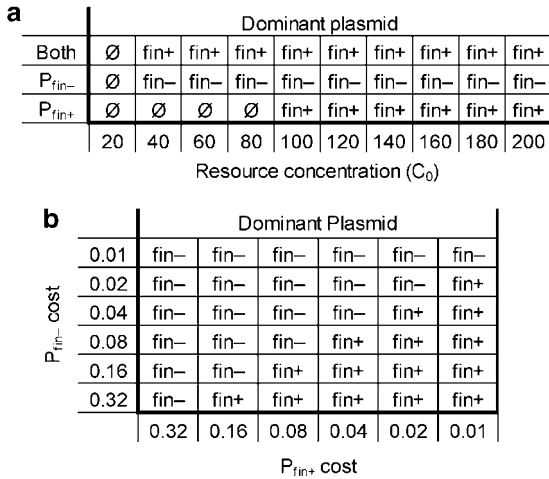 a
Dominant plasmid
Both Ø fin+ fin+ fin+ fin+ fin+ fin+ fin+ fin+ fin+
Pfin– Ø fin– fin– fin– fin– fin– fin– fin– fin– fin–
Pfin+ Ø Ø Ø Ø fin+ fin+ fin+ fin+ fin+ fin+
20 40 60 80 100 120 140 160 180 200
Resource concentration (C0)
b
Dominant Plasmid
0.01 fin– fin– fin– fin– fin– fin–
0.02 fin– fin– fin– fin– fin– fin+
0.04 fin– fin– fin– fin– fin+ fin+
0.08 fin– fin– fin– fin+ fin+ fin+
0.16 fin– fin– fin+ fin+ fin+ fin+
0.32 fin– fin+ fin+ fin+ fin+ fin+
Pfin– cost
0.32 0.16 0.08 0.04 0.02 0.01
Pfin+ cost